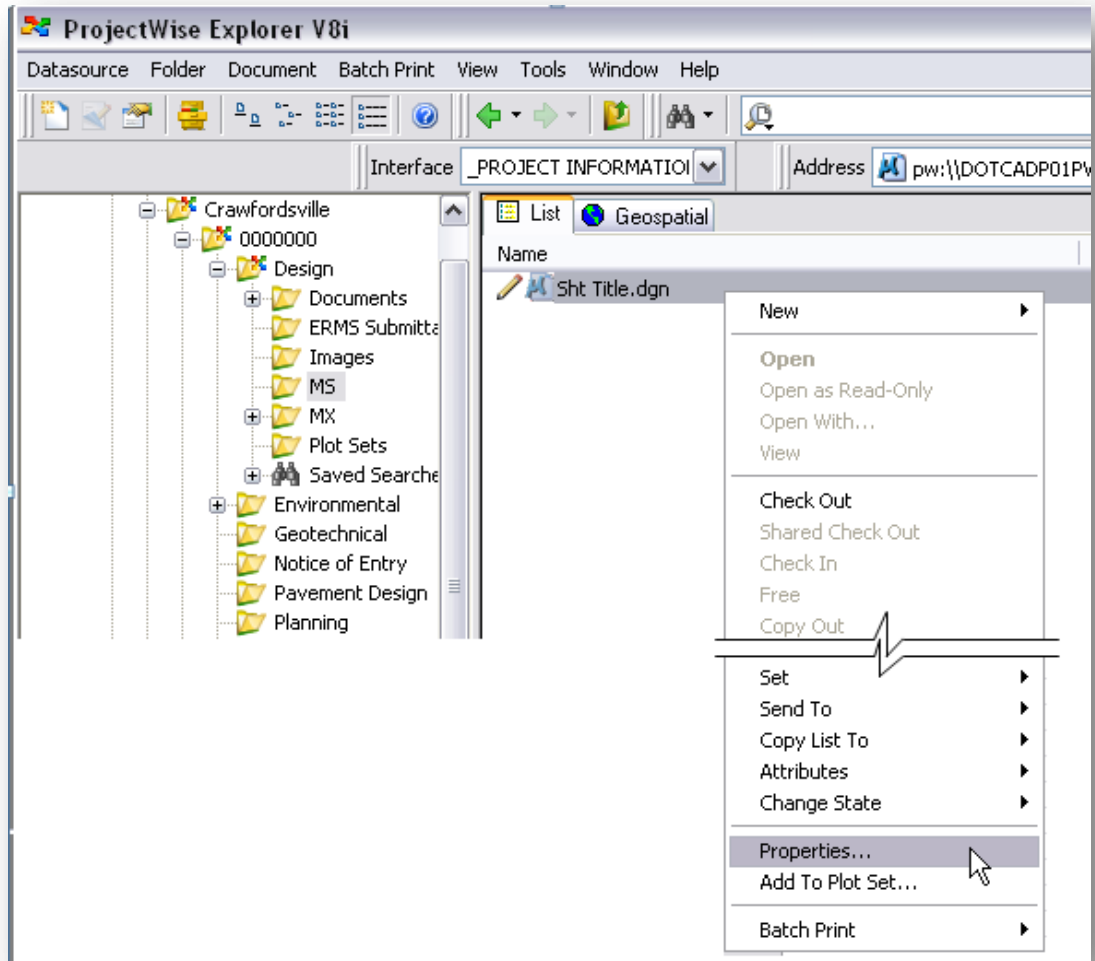 ProjectWise Explorer V8i
Datasource Folder Document Batch Print View Tools Window Help
Interface _PROJECT INFORMATIO Address pw:\\DOTCADP01PV
Crawfordsville
0000000
Design
Documents
ERMS Submitta
Images
MS
MX
Plot Sets
Saved Searche
Environmental
Geotechnical
Notice of Entry
Pavement Design
Planning
List Geospatial
Name
Sht Title.dgn
New
Open
Open as Read-Only
Open With...
View
Check Out
Shared Check Out
Check In
Free
Copy Out
Set
Send To
Copy List To
Attributes
Change State
Properties...
Add To Plot Set...
Batch Print